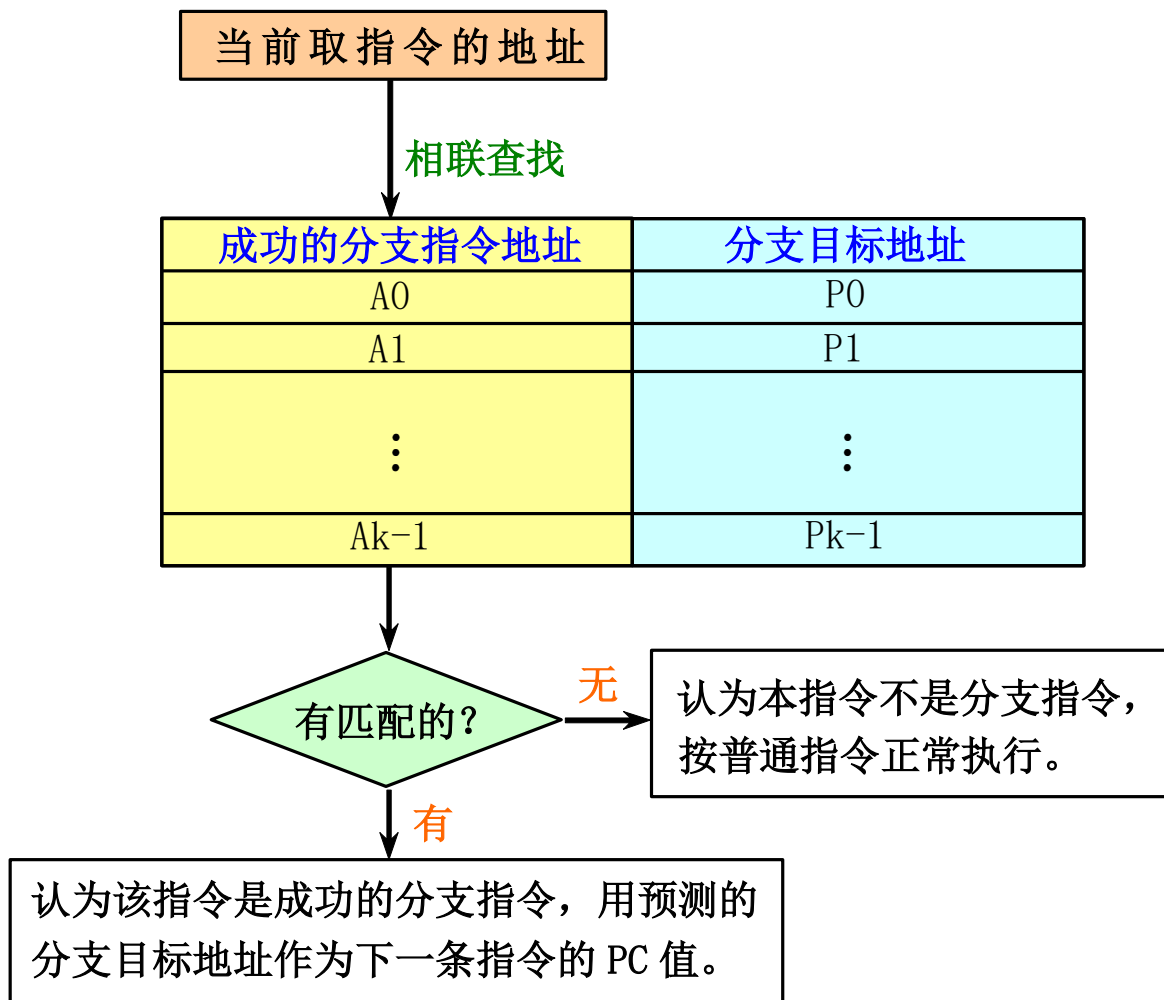 当前取指令的地址
相联查找
成功的分支指令地址 分支目标地址
A0 P0
A1 P1
⋮ ⋮
Ak-1 Pk-1
有匹配的？
无
认为本指令不是分支指令，
按普通指令正常执行。
有
认为该指令是成功的分支指令，用预测的
分支目标地址作为下一条指令的 PC 值。